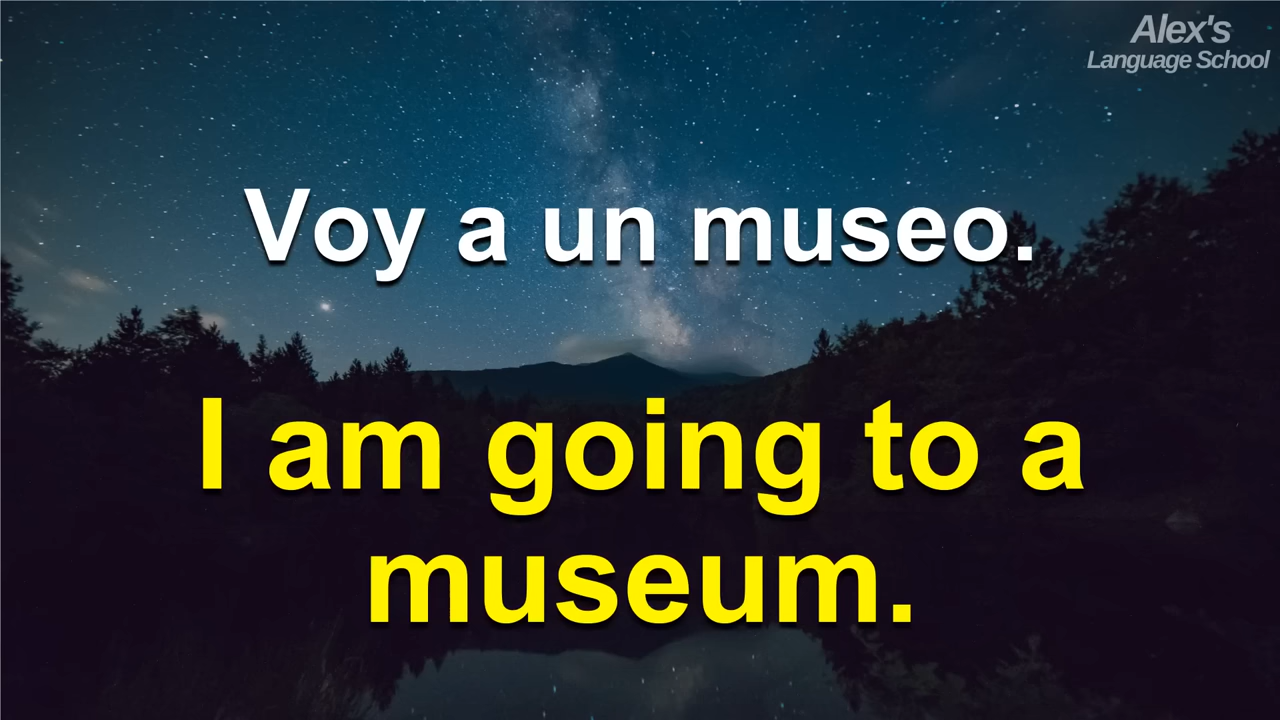 Alex's
Language School
Voy a un museo.
I am going to a
museum.